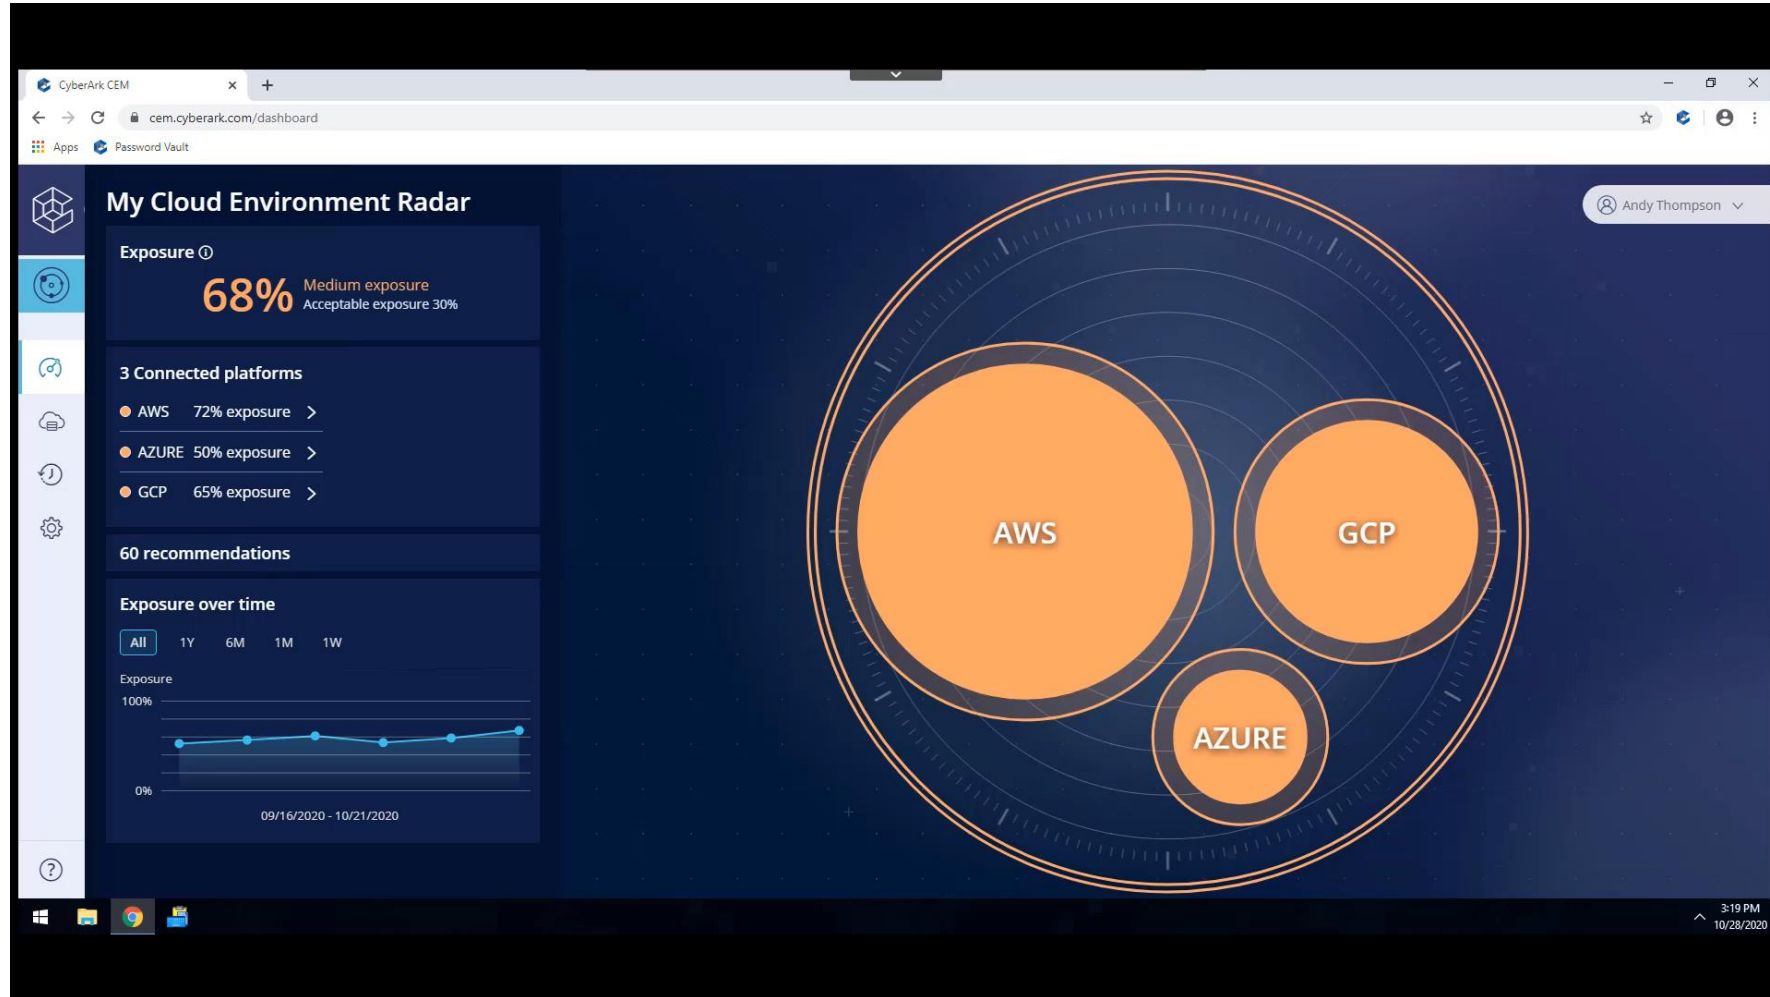 CyberArk CEM
cem.cyberark.com/dashboard
Apps
Password Vault
My Cloud Environment Radar
Andy Thompson
Exposure
68%
Medium exposure
Acceptable exposure 30%
3 Connected platforms
AWS 72% exposure
AZURE 50% exposure
GCP 65% exposure
60 recommendations
Exposure over time
All 1Y 6M 1M 1W
Exposure
100%
0%
09/16/2020 - 10/21/2020
AWS
GCP
AZURE
3:19 PM
10/28/2020